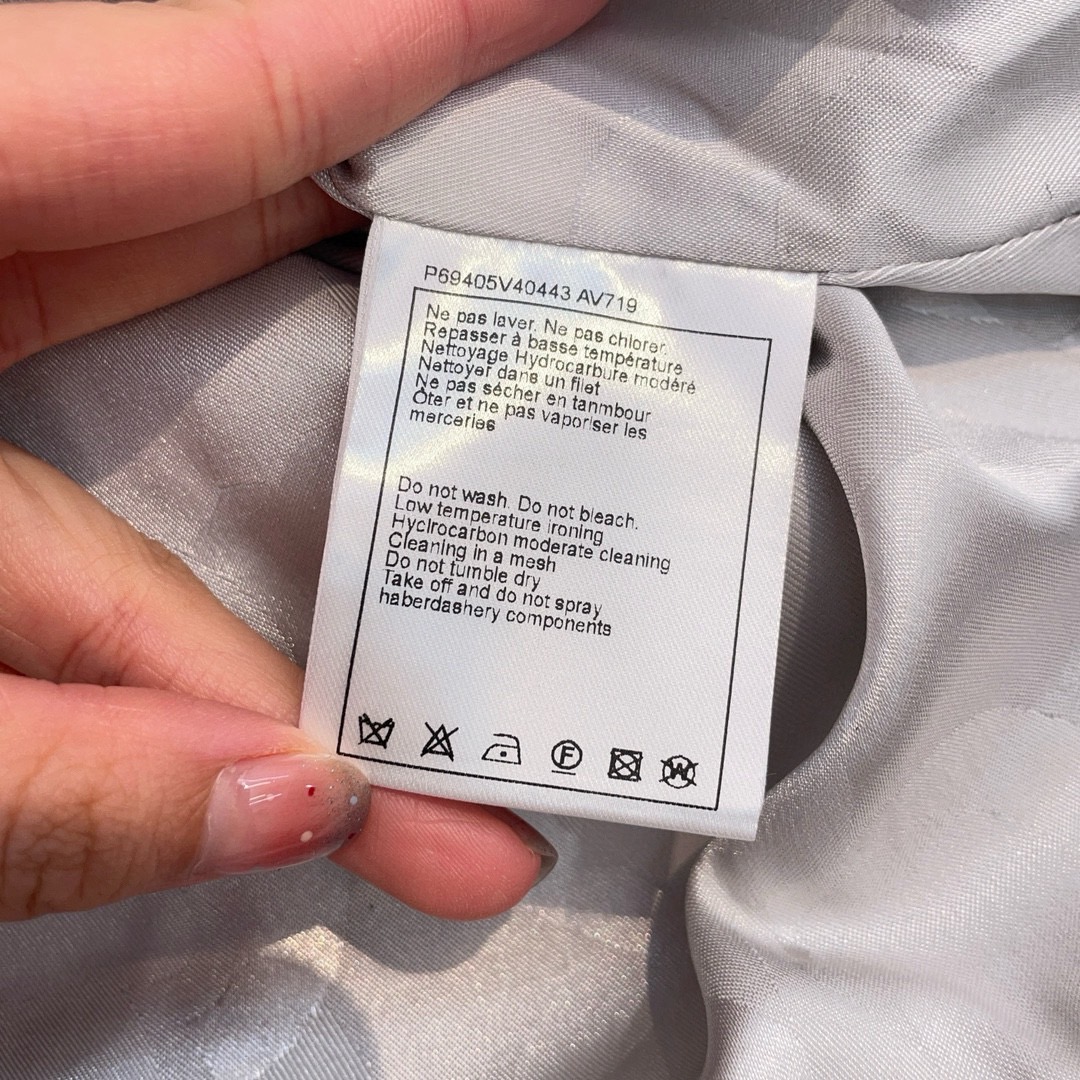 P69405V40443 AV719
Ne pas laver. Ne pas chlorer.
Repasser à basse température
Nettoyage Hydrocarbure modéré
Nettoyer dans un filet
Ne pas sécher en tanmbour
Ôter et ne pas vaporiser les
merceries
Do not wash. Do not bleach.
Low temperature ironing
Hyclrocarbon moderate cleaning
Cleaning in a mesh
Do not tumble dry
Take off and do not spray
haberdashery components
F
W